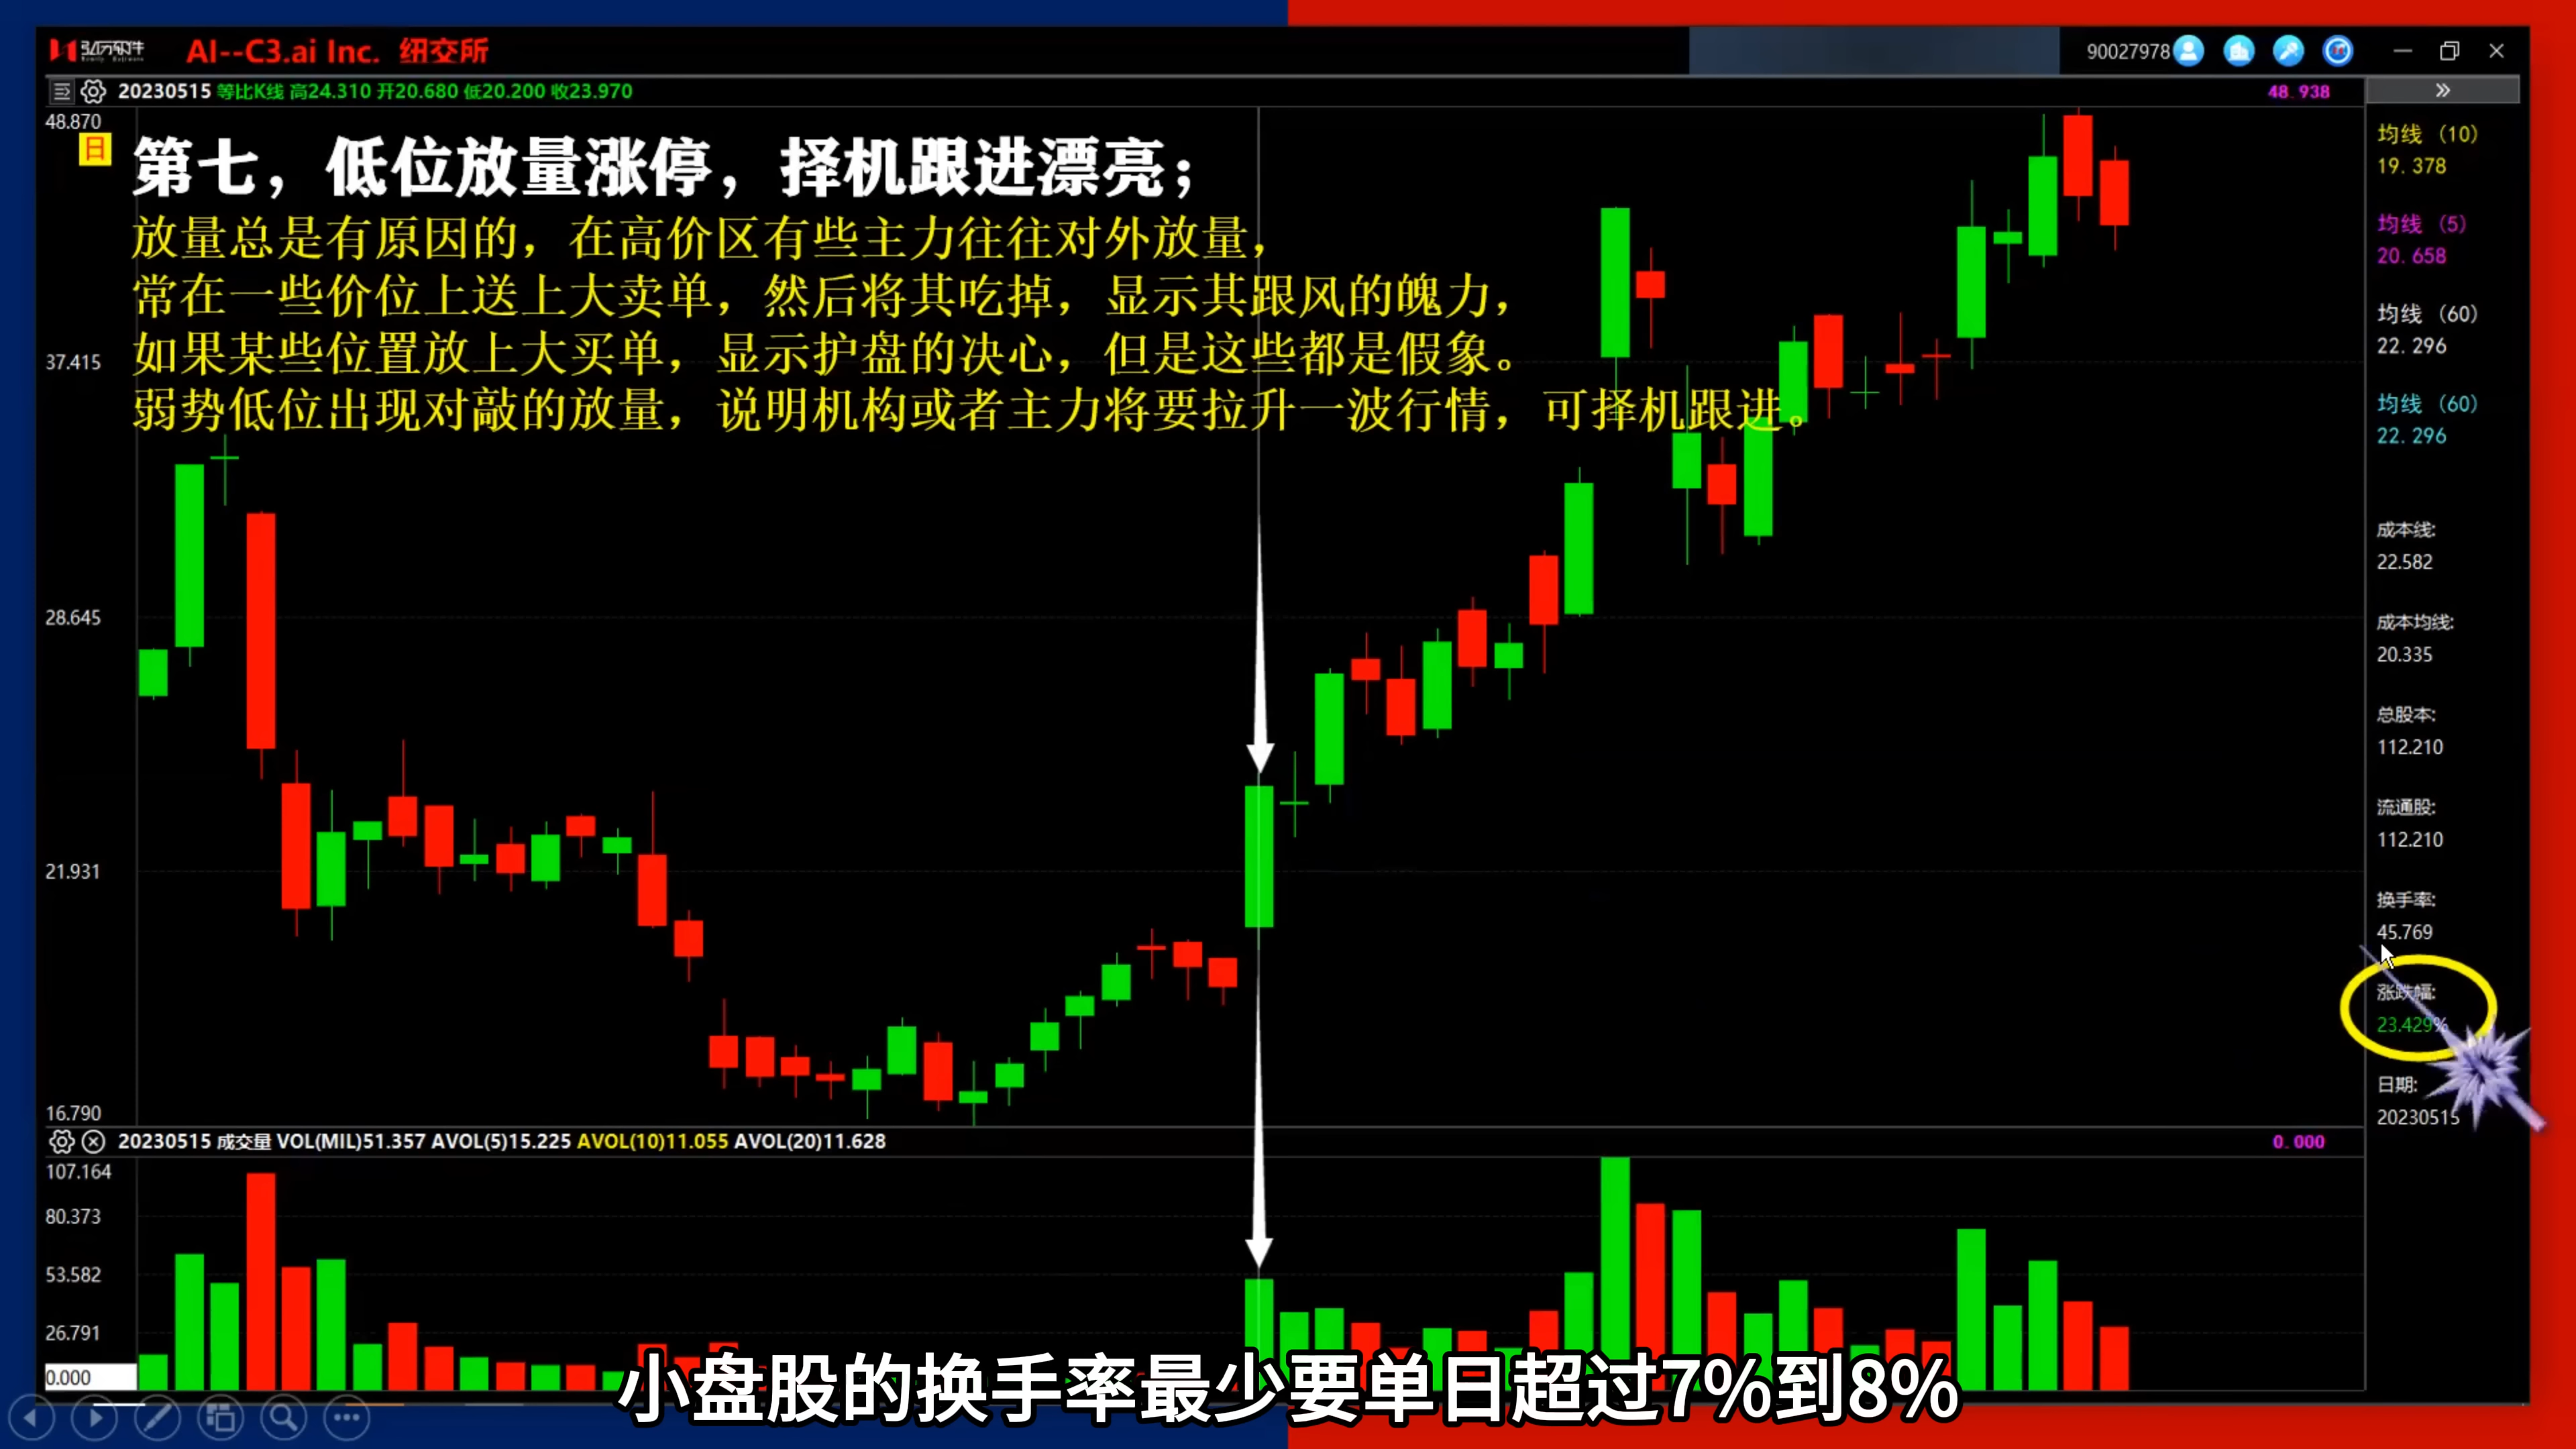 弘历软件
AI--C3.ai Inc. 纽交所
90027978
20230515 等比K线 高24.310 开20.680 低20.200 收23.970
48.938
48.870
日
第七，低位放量涨停，择机跟进漂亮；
放量总是有原因的，在高价区有些主力往往对外放量，
常在一些价位上送上大卖单，然后将其吃掉，显示其跟风的魄力，
如果某些位置放上大买单，显示护盘的决心，但是这些都是假象。
弱势低位出现对敲的放量，说明机构或者主力将要拉升一波行情，可择机跟进。
37.415
28.645
21.931
16.790
均线（10）
19.378
均线（5）
20.658
均线（60）
22.296
均线（60）
22.296
成本线:
22.582
成本均线:
20.335
总股本:
112.210
流通股:
112.210
换手率:
45.769
涨跌幅:
23.429%
日期:
20230515
20230515 成交量 VOL(MIL)51.357 AVOL(5)15.225 AVOL(10)11.055 AVOL(20)11.628
0.000
107.164
80.373
53.582
26.791
0.000
小盘股的换手率最少要单日超过7%到8%